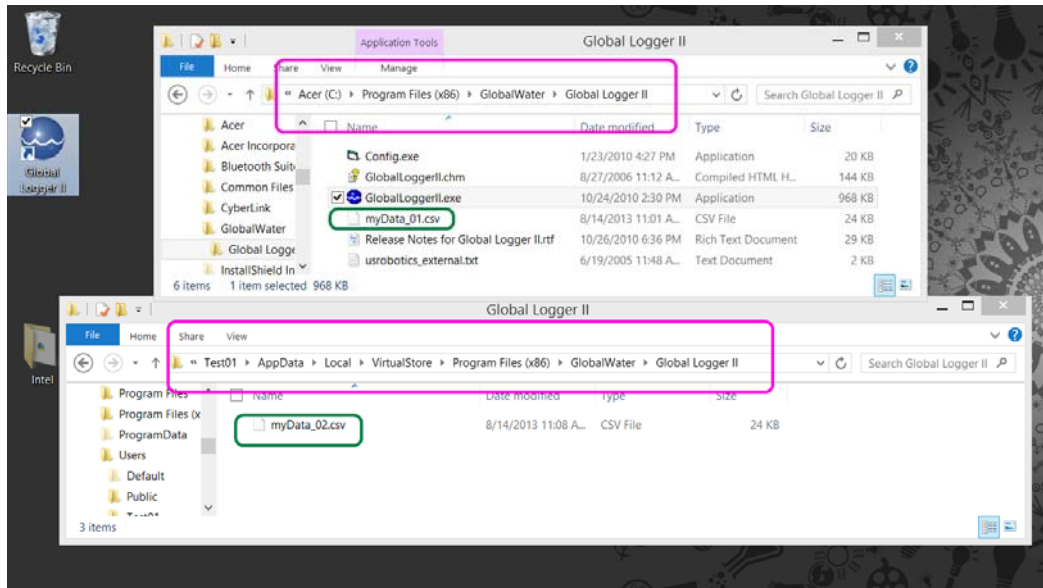 Recycle Bin
Global
Logger II
Intel
Application Tools
Global Logger II
File Home Share View Manage
« Acer (C:) Program Files (x86) GlobalWater Global Logger II
Search Global Logger II
Acer
Acer Incorpora
Bluetooth Suite
Common Files
CyberLink
GlobalWater
Global Logge
InstallShield In
Name Date modified Type Size
Config.exe 1/23/2010 4:27 PM Application 20 KB
GlobalLoggerII.chm 8/27/2006 11:12 A... Compiled HTML H... 144 KB
GlobalLoggerII.exe 10/24/2010 2:30 PM Application 968 KB
myData_01.csv 8/14/2013 11:01 A... CSV File 24 KB
Release Notes for Global Logger II.rtf 10/26/2010 6:36 PM Rich Text Document 29 KB
usrobotics_external.txt 6/19/2005 11:48 A... Text Document 2 KB
6 items 1 item selected 968 KB
Global Logger II
File Home Share View
« Test01 AppData Local VirtualStore Program Files (x86) GlobalWater Global Logger II
Search Global Logger II
Program Files
Program Files (x
ProgramData
Users
Default
Public
Test01
Name Date modified Type Size
myData_02.csv 8/14/2013 11:08 A... CSV File 24 KB
3 items